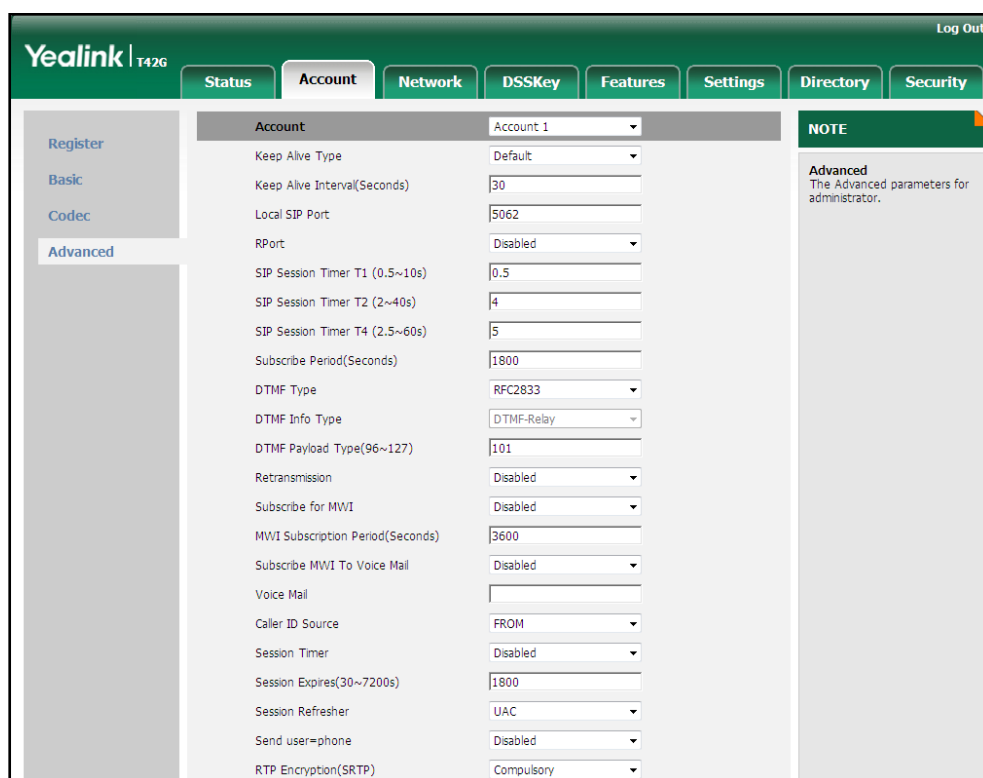 Log Out
Yealink | T42G
Status Account Network DSSKey Features Settings Directory Security
Register
Basic
Codec
Advanced
Account Account 1
Keep Alive Type Default
Keep Alive Interval(Seconds) 30
Local SIP Port 5062
RPort Disabled
SIP Session Timer T1 (0.5~10s) 0.5
SIP Session Timer T2 (2~40s) 4
SIP Session Timer T4 (2.5~60s) 5
Subscribe Period(Seconds) 1800
DTMF Type RFC2833
DTMF Info Type DTMF-Relay
DTMF Payload Type(96~127) 101
Retransmission Disabled
Subscribe for MWI Disabled
MWI Subscription Period(Seconds) 3600
Subscribe MWI To Voice Mail Disabled
Voice Mail
Caller ID Source FROM
Session Timer Disabled
Session Expires(30~7200s) 1800
Session Refresher UAC
Send user=phone Disabled
RTP Encryption(SRTP) Compulsory
NOTE
Advanced
The Advanced parameters for
administrator.